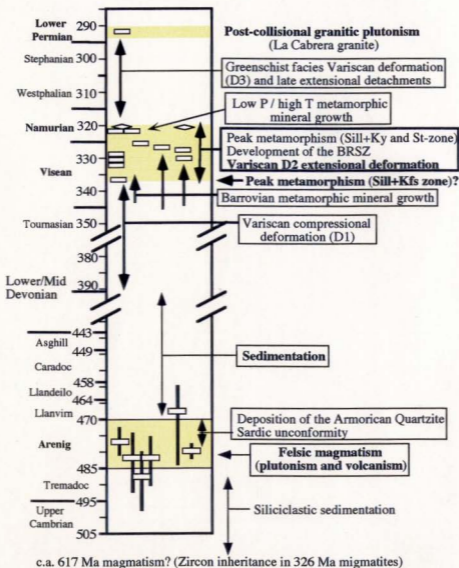 Lower
Permian
290
Post-collisional granitic plutonism
(La Cabrera granite)
Stephanian
300
Greenschist facies Variscan deformation
(D3) and late extensional detachments
Westphalian
310
315
Low P / high T metamorphic
mineral growth
Namurian
320
Peak metamorphism (Sill+Ky and St-zone)
Development of the BRSZ
Variscan D2 extensional deformation
330
Visean
Peak metamorphism (Sill+Kfs zone)?
340
Barrovian metamorphic mineral growth
Tournasian
350
Variscan compressional
deformation (D1)
380
Lower/Mid
Devonian
390
443
Asghill
449
Caradoc
Sedimentation
458
Llandeilo
464
Llanvirn
470
Deposition of the Armorican Quartzite
Sardic unconformity
Arenig
Felsic magmatism
(plutonism and volcanism)
485
Tremadoc
495
Siliciclastic sedimentation
Upper
Cambrian
505
c.a. 617 Ma magmatism? (Zircon inheritance in 326 Ma migmatites)